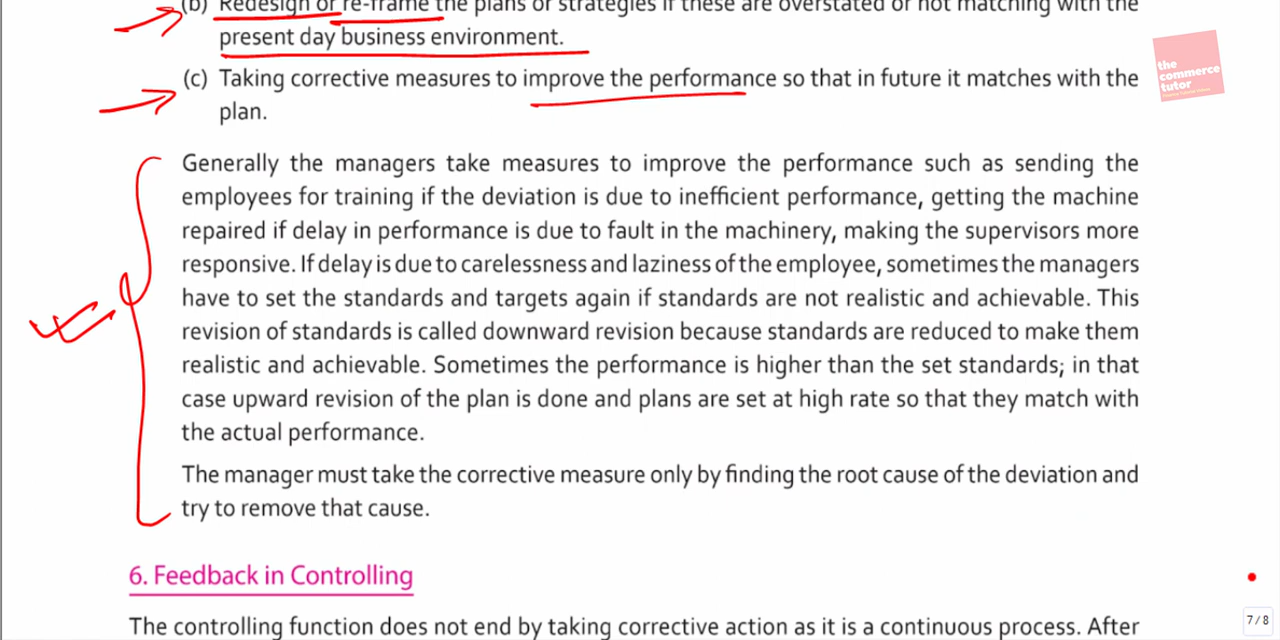 (b) Redesign or re-frame the plans or strategies if these are overstated or not matching with the
present day business environment.
(c) Taking corrective measures to improve the performance so that in future it matches with the
plan.
the
commerce
tutor
Generally the managers take measures to improve the performance such as sending the
employees for training if the deviation is due to inefficient performance, getting the machine
repaired if delay in performance is due to fault in the machinery, making the supervisors more
responsive. If delay is due to carelessness and laziness of the employee, sometimes the managers
have to set the standards and targets again if standards are not realistic and achievable. This
revision of standards is called downward revision because standards are reduced to make them
realistic and achievable. Sometimes the performance is higher than the set standards; in that
case upward revision of the plan is done and plans are set at high rate so that they match with
the actual performance.
The manager must take the corrective measure only by finding the root cause of the deviation and
try to remove that cause.
6. Feedback in Controlling
The controlling function does not end by taking corrective action as it is a continuous process. After
7 / 8